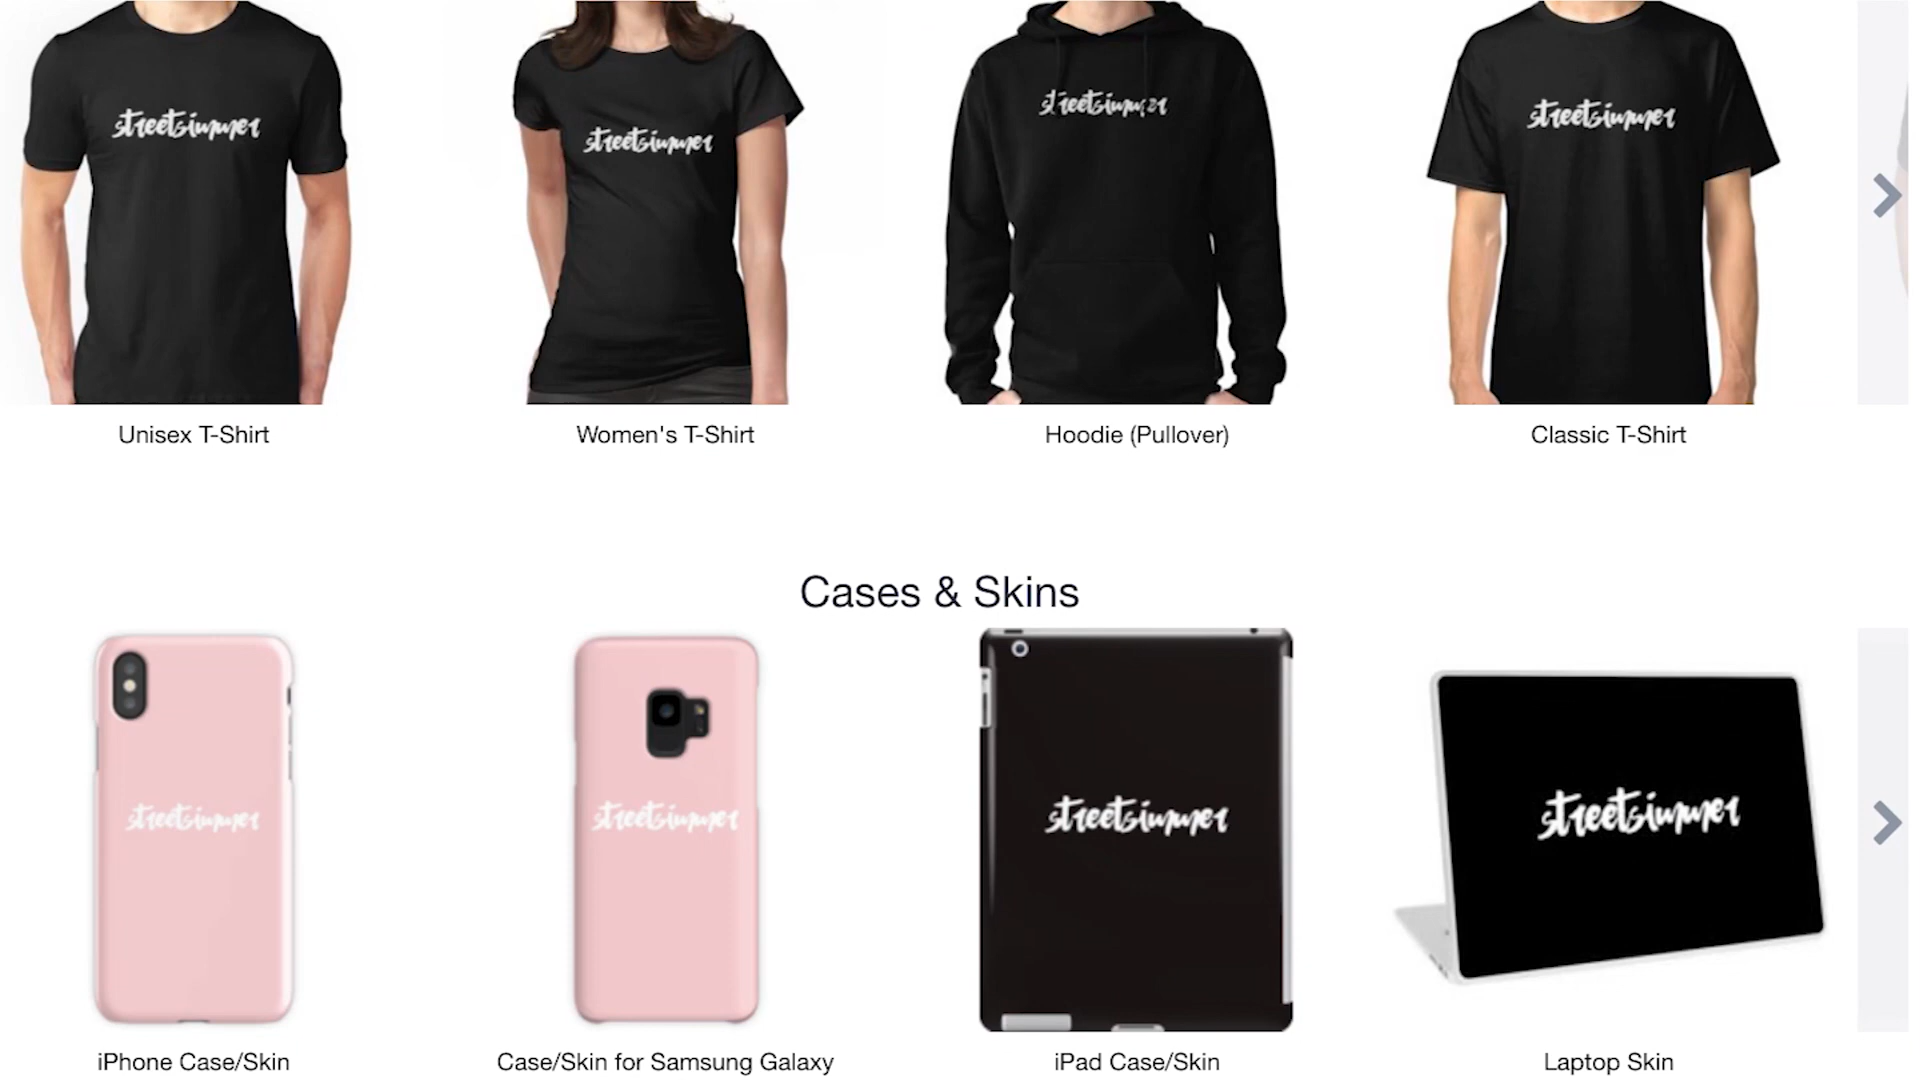 streetsimmer
streetsimmer
streetsimmer
streetsimmer
Unisex T-Shirt
Women's T-Shirt
Hoodie (Pullover)
Classic T-Shirt
Cases & Skins
streetsimmer
streetsimmer
streetsimmer
streetsimmer
iPhone Case/Skin
Case/Skin for Samsung Galaxy
iPad Case/Skin
Laptop Skin